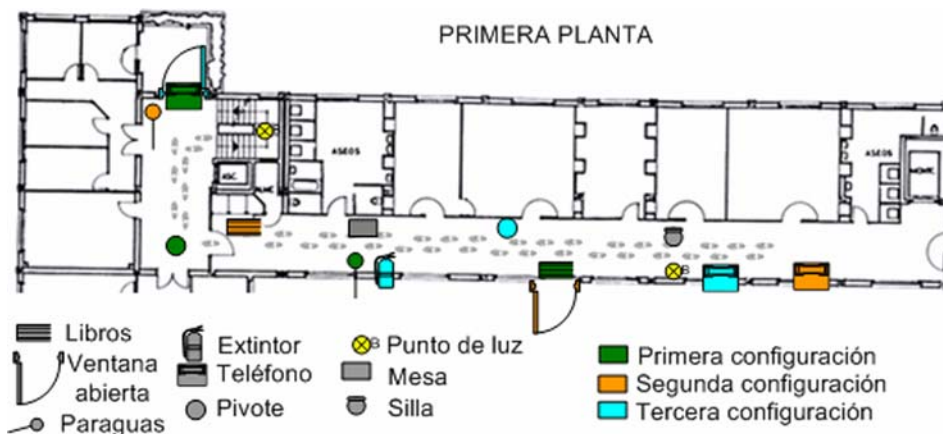 PRIMERA PLANTA
ASEOS
ASEOS
ASC.
Libros
Ventana
abierta
Paraguas
Extintor
Teléfono
Pivote
B Punto de luz
Mesa
Silla
Primera configuración
Segunda configuración
Tercera configuración